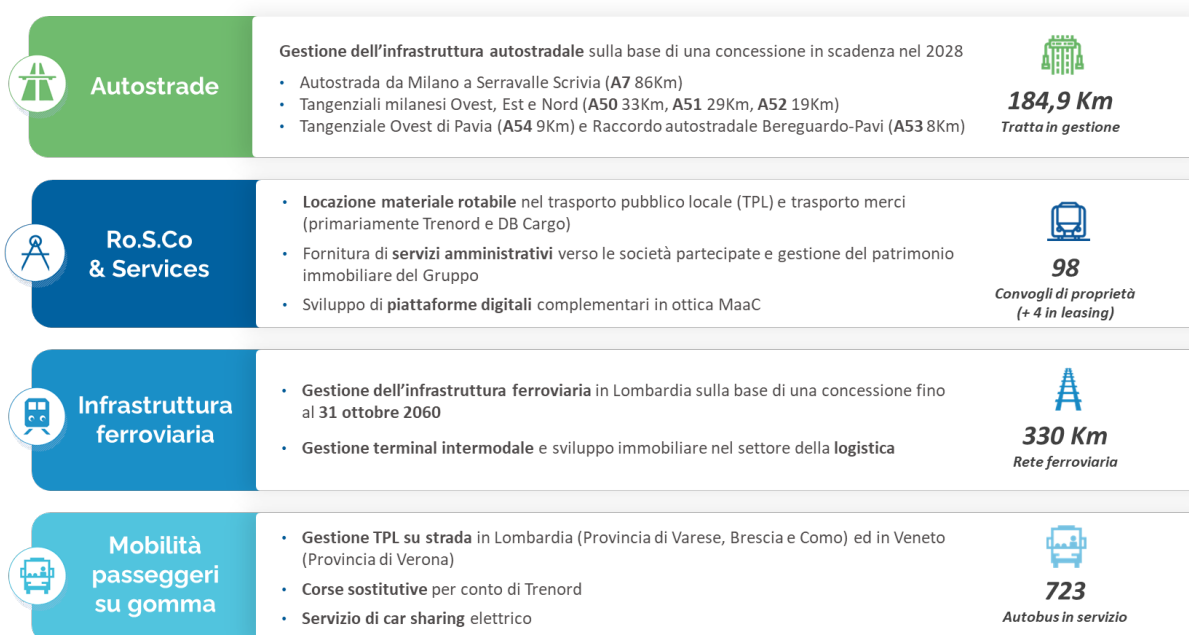 Autostrade
Gestione dell’infrastruttura autostradale sulla base di una concessione in scadenza nel 2028
• Autostrada da Milano a Serravalle Scrivia (A7 86Km)
• Tangenziali milanesi Ovest, Est e Nord (A50 33Km, A51 29Km, A52 19Km)
• Tangenziale Ovest di Pavia (A54 9Km) e Raccordo autostradale Bereguardo-Pavi (A53 8Km)
184,9 Km
Tratta in gestione
Ro.S.Co
& Services
• Locazione materiale rotabile nel trasporto pubblico locale (TPL) e trasporto merci
(primariamente Trenord e DB Cargo)
• Fornitura di servizi amministrativi verso le società partecipate e gestione del patrimonio
immobiliare del Gruppo
• Sviluppo di piattaforme digitali complementari in ottica MaaC
98
Convogli di proprietà
(+ 4 in leasing)
Infrastruttura
ferroviaria
• Gestione dell’infrastruttura ferroviaria in Lombardia sulla base di una concessione fino
al 31 ottobre 2060
• Gestione terminal intermodale e sviluppo immobiliare nel settore della logistica
330 Km
Rete ferroviaria
Mobilità
passeggeri
su gomma
• Gestione TPL su strada in Lombardia (Provincia di Varese, Brescia e Como) ed in Veneto
(Provincia di Verona)
• Corse sostitutive per conto di Trenord
• Servizio di car sharing elettrico
723
Autobus in servizio